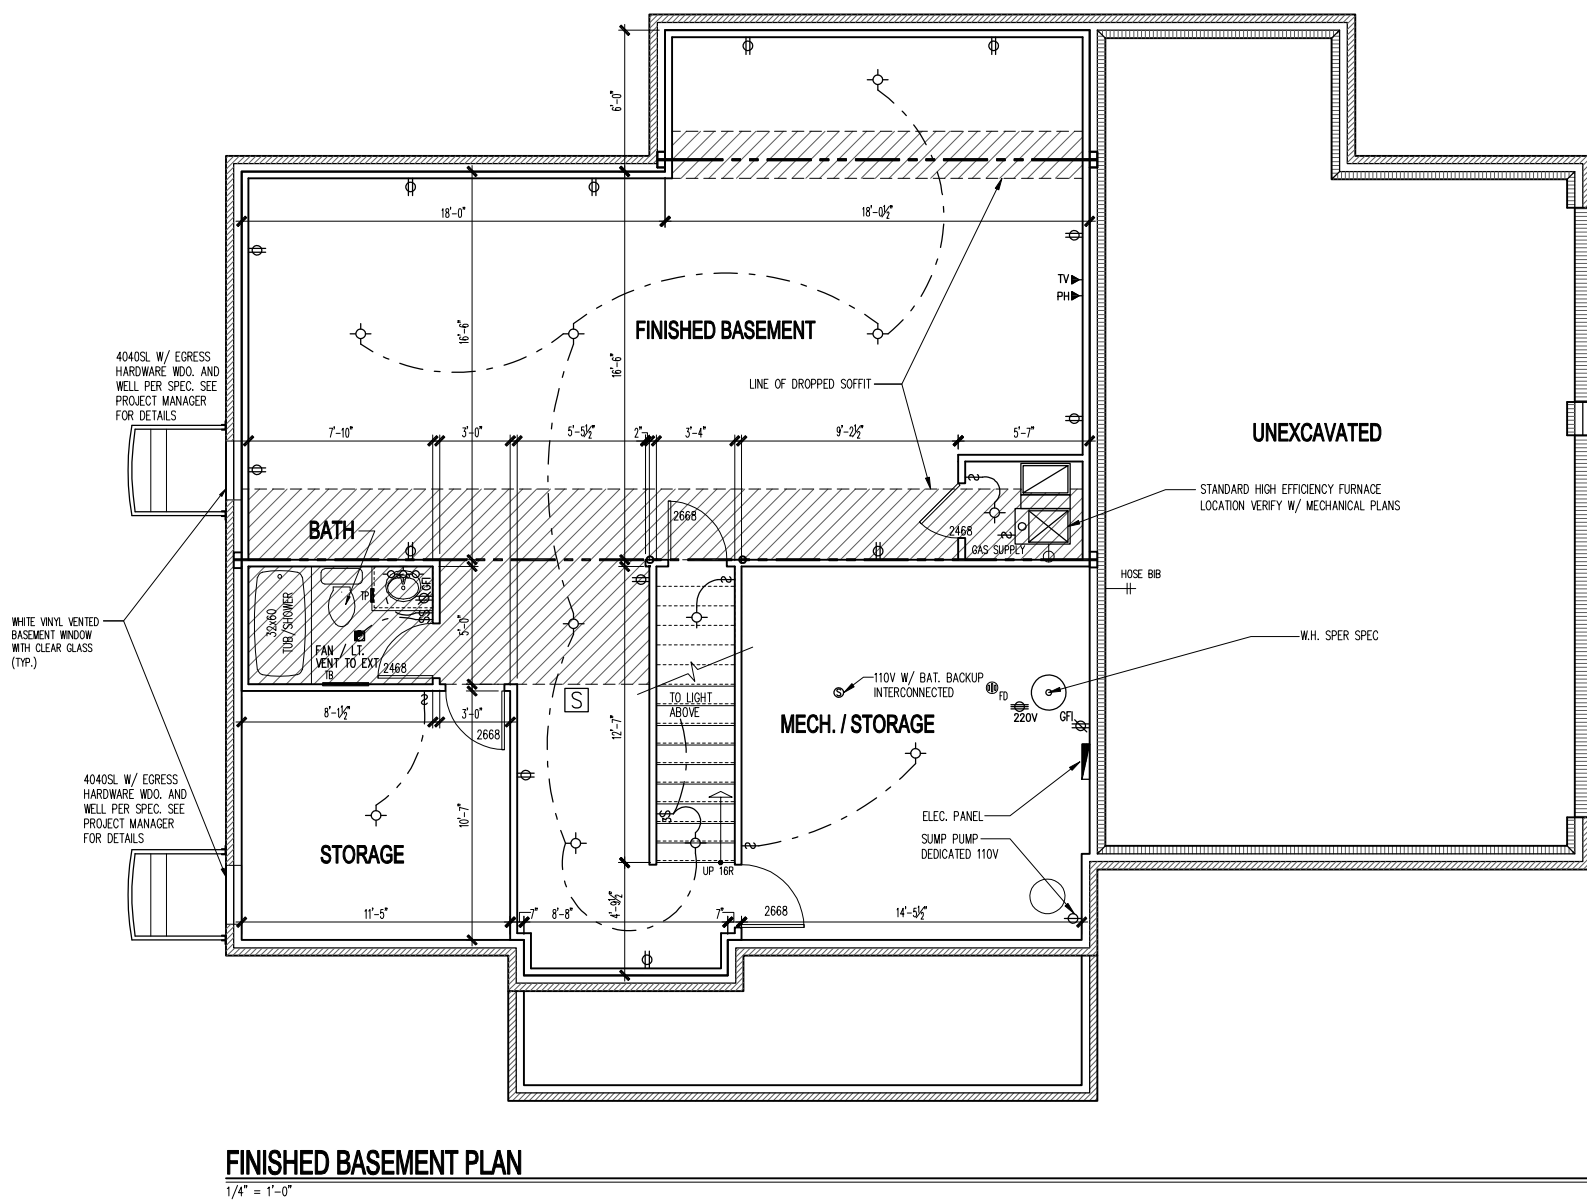 6'-0"
18'-0"
18'-0½"
TV
PH
FINISHED BASEMENT
16'-6"
16'-6"
4040SL W/ EGRESS
HARDWARE WDO. AND
WELL PER SPEC. SEE
PROJECT MANAGER
FOR DETAILS
LINE OF DROPPED SOFFIT
UNEXCAVATED
7'-10"
3'-0"
5'-5½"
2"
3'-4"
9'-2½"
5'-7"
STANDARD HIGH EFFICIENCY FURNACE
LOCATION VERIFY W/ MECHANICAL PLANS
BATH
2668
2468
S
S
GAS SUPPLY
HOSE BIB
GFI
TP
S
SS
32x60
TUB/SHOWER
5'-0"
WHITE VINYL VENTED
BASEMENT WINDOW
WITH CLEAR GLASS
(TYP.)
FAN / LT.
VENT TO EXT
2468
TB
W.H. SPER SPEC
S
110V W/ BAT. BACKUP
INTERCONNECTED
FD
S
S
TO LIGHT
ABOVE
220V
GFI
8'-1½"
3'-0"
2668
12'-7"
MECH. / STORAGE
4040SL W/ EGRESS
HARDWARE WDO. AND
WELL PER SPEC. SEE
PROJECT MANAGER
FOR DETAILS
10'-7"
SS
S
ELEC. PANEL
SUMP PUMP
DEDICATED 110V
STORAGE
UP 16R
11'-5"
7"
8'-8"
4'-9½"
7"
2668
14'-5½"
FINISHED BASEMENT PLAN
1/4" = 1'-0"